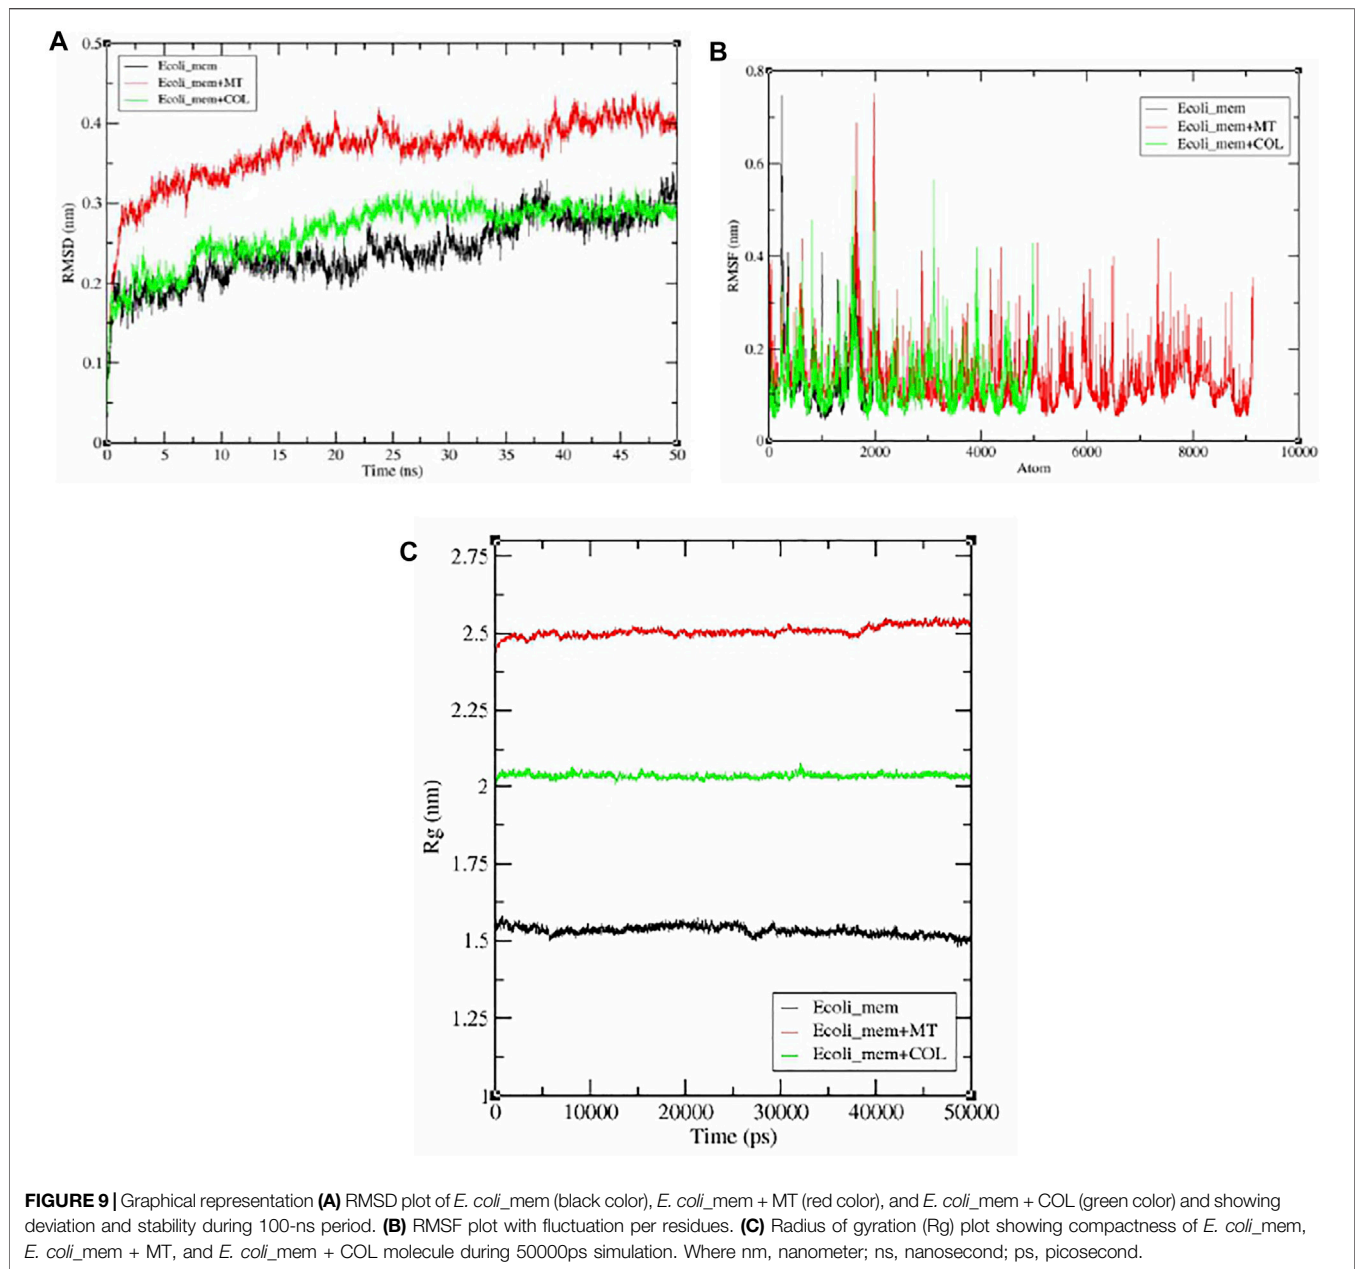 A
0.5
Ecoli_mem
Ecoli_mem+MT
Ecoli_mem+COL
0.4
0.3
0.2
0.1
0
RMSD (nm)
0 5 10 15 20 25 30 35 40 45 50
Time (ns)
B
0.8
Ecoli_mem
Ecoli_mem+MT
Ecoli_mem+COL
0.6
0.4
0.2
0
RMSF (nm)
0 2000 4000 6000 8000 10000
Atom
C
2.75
2.5
2.25
2
1.75
1.5
1.25
1
Rg (nm)
Ecoli_mem
Ecoli_mem+MT
Ecoli_mem+COL
0 10000 20000 30000 40000 50000
Time (ps)
FIGURE 9 | Graphical representation (A) RMSD plot of E. coli_mem (black color), E. coli_mem + MT (red color), and E. coli_mem + COL (green color) and showing
deviation and stability during 100-ns period. (B) RMSF plot with fluctuation per residues. (C) Radius of gyration (Rg) plot showing compactness of E. coli_mem,
E. coli_mem + MT, and E. coli_mem + COL molecule during 50000ps simulation. Where nm, nanometer; ns, nanosecond; ps, picosecond.